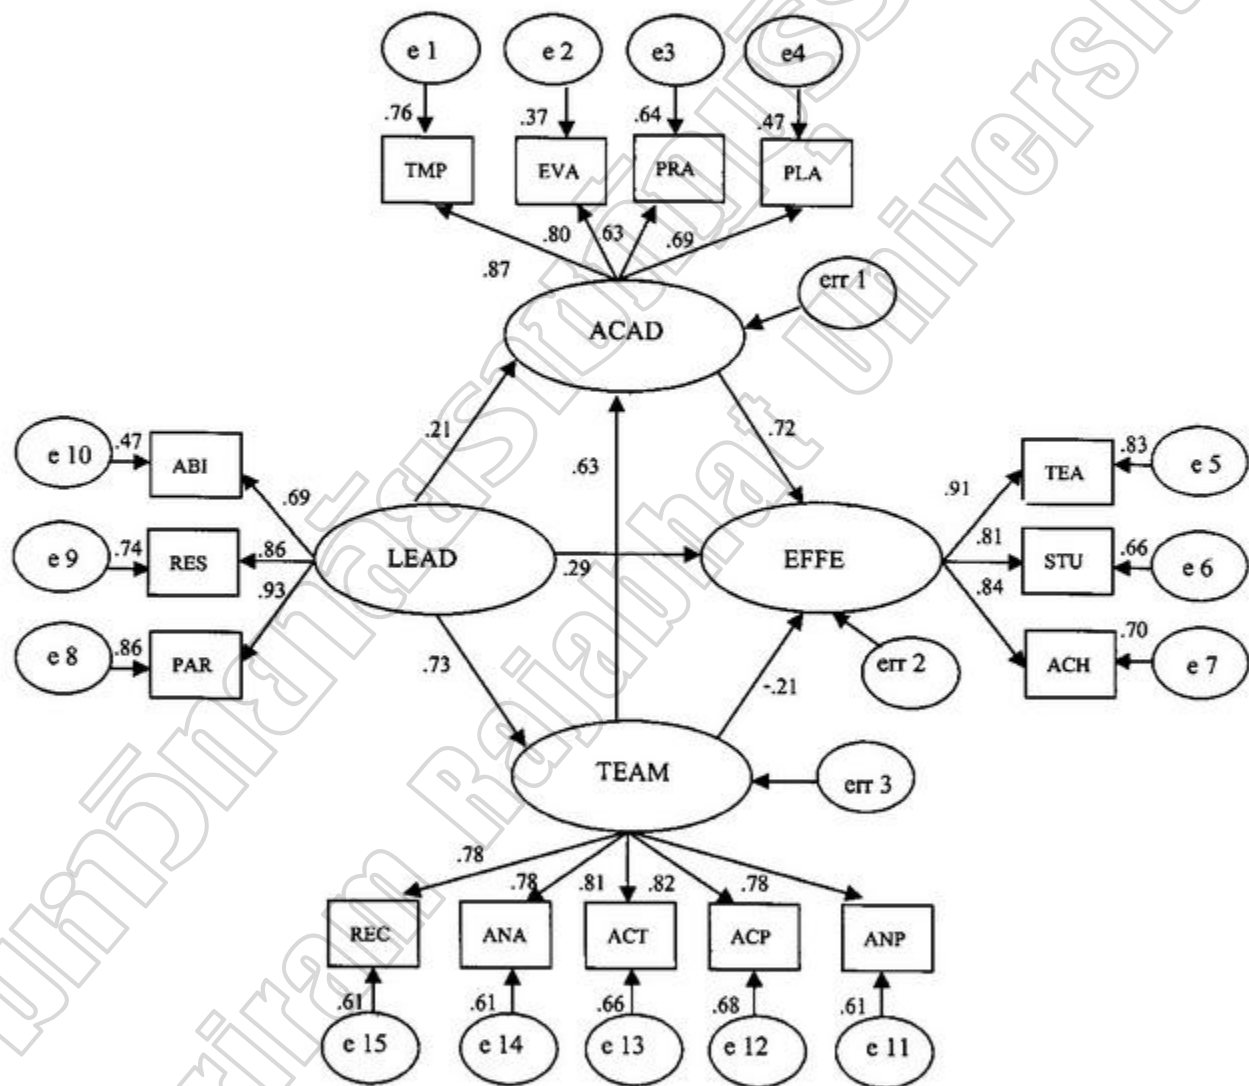 e 1
e 2
e3
e4
.76
.37
.64
.47
TMP
EVA
PRA
PLA
.80
.63
.69
.87
err 1
ACAD
.21
.63
.72
e 10
.47
ABI
.69
e 9
.74
RES
.86
.93
e 8
.86
PAR
LEAD
.29
EFFE
.91
.81
.84
TEA
.83
e 5
STU
.66
e 6
ACH
.70
e 7
.73
-.21
err 2
TEAM
err 3
.78
.78
.81
.82
.78
REC
ANA
ACT
ACP
ANP
.61
.61
.66
.68
.61
e 15
e 14
e 13
e 12
e 11
Rajabhat University